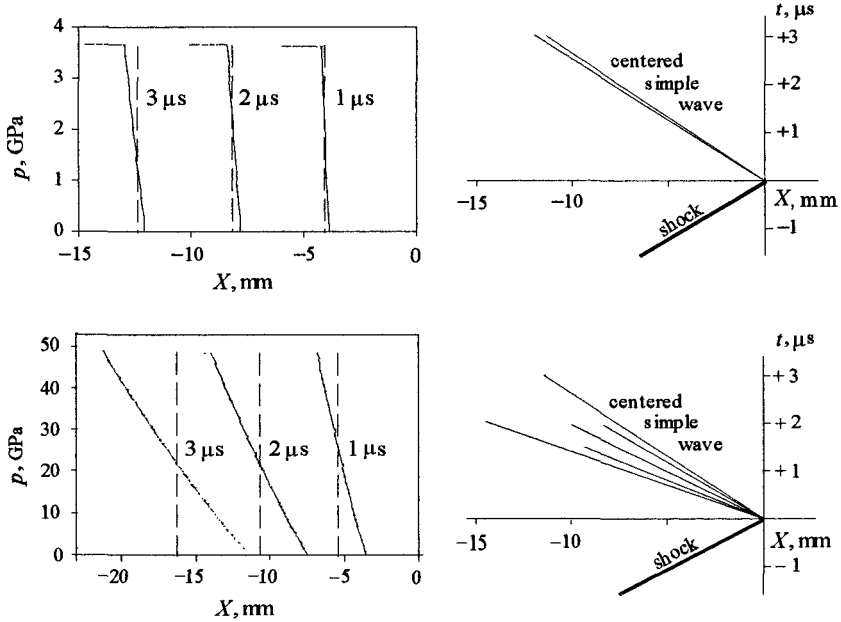 4
3
2
1
0
p, GPa
3 µs
2 µs
1 µs
−15
−10
−5
0
X, mm
t, µs
+3
+2
+1
−1
centered
simple
wave
−15
−10
X, mm
shock
50
40
30
20
10
0
p, GPa
3 µs
2 µs
1 µs
−20
−15
−10
−5
0
X, mm
t, µs
+3
+2
+1
−1
centered
simple
wave
−15
−10
X, mm
shock